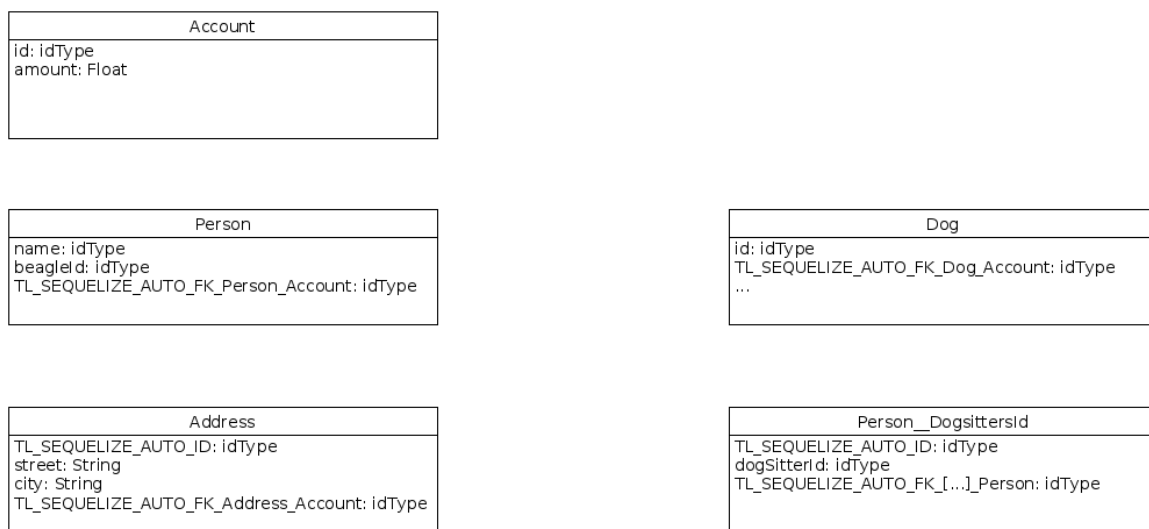 Account
id: idType
amount: Float
Person
name: idType
beagleId: idType
TL_SEQUELIZE_AUTO_FK_Person_Account: idType
Dog
id: idType
TL_SEQUELIZE_AUTO_FK_Dog_Account: idType
...
Address
TL_SEQUELIZE_AUTO_ID: idType
street: String
city: String
TL_SEQUELIZE_AUTO_FK_Address_Account: idType
Person__DogsittersId
TL_SEQUELIZE_AUTO_ID: idType
dogSitterId: idType
TL_SEQUELIZE_AUTO_FK_[...]_Person: idType